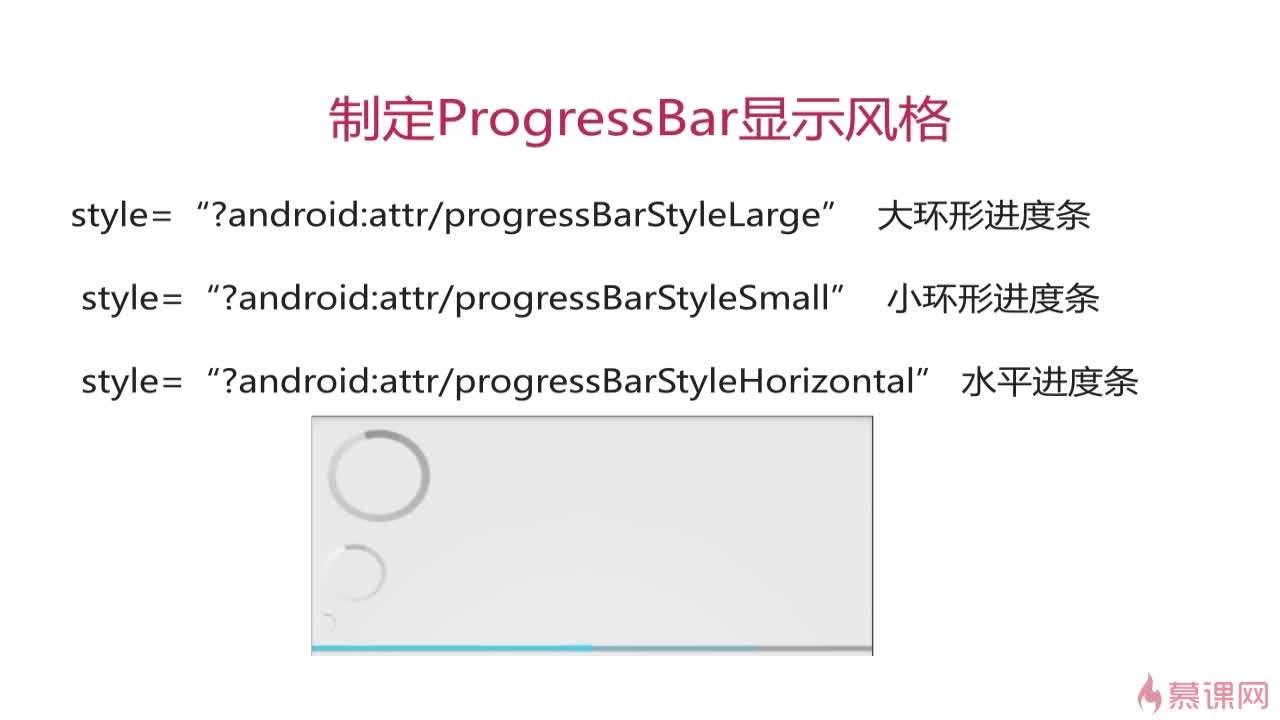 制定ProgressBar显示风格
style=“?android:attr/progressBarStyleLarge” 大环形进度条
style=“?android:attr/progressBarStyleSmall” 小环形进度条
style=“?android:attr/progressBarStyleHorizontal” 水平进度条
慕课网